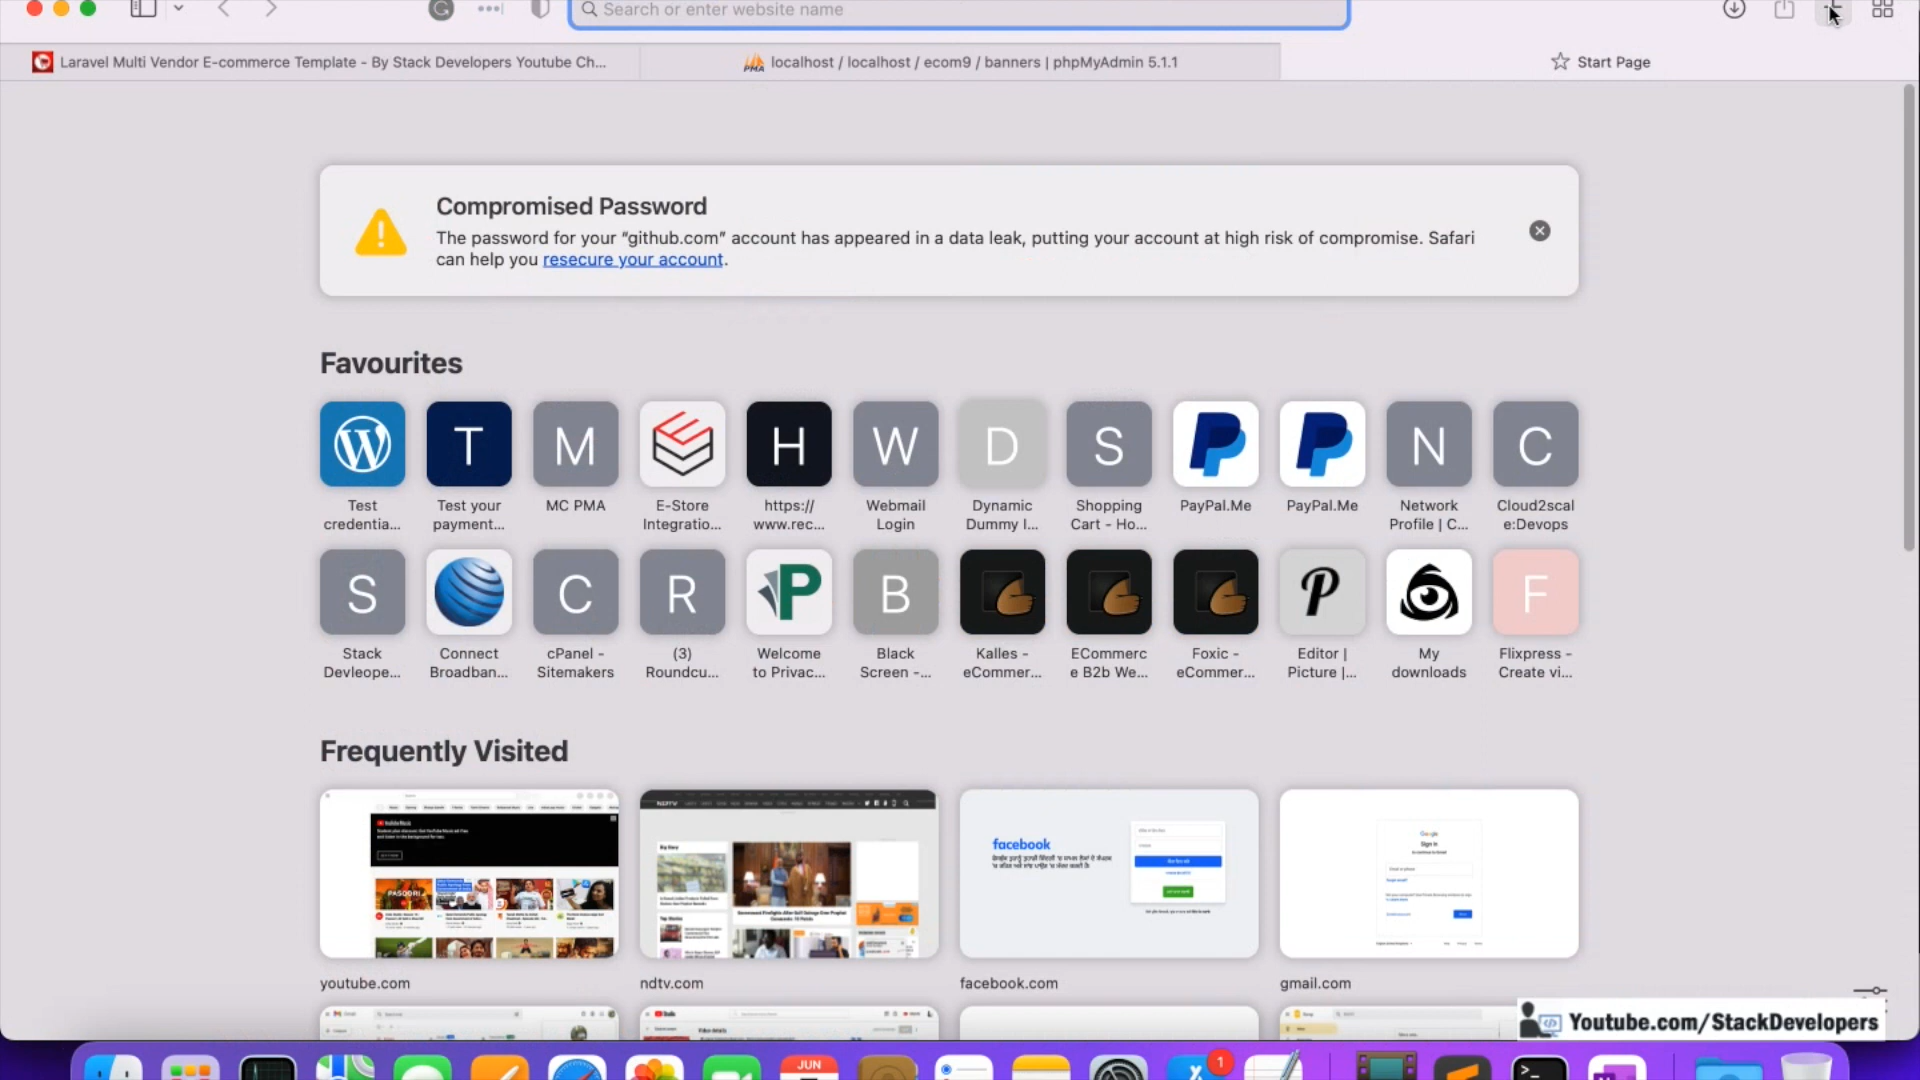 Search or enter website name
Laravel Multi Vendor E-commerce Template - By Stack Developers Youtube Ch...
localhost / localhost / ecom9 / banners | phpMyAdmin 5.1.1
Start Page
Compromised Password
The password for your “github.com” account has appeared in a data leak, putting your account at high risk of compromise. Safari
can help you resecure your account.
Favourites
T M H W D S N C
Test credentia...
Test your payment...
MC PMA
E-Store Integratio...
https:// www.rec...
Webmail Login
Dynamic Dummy I...
Shopping Cart - Ho...
PayPal.Me
PayPal.Me
Network Profile | C...
Cloud2scal e:Devops
S C R P B P F
Stack Devleope...
Connect Broadban...
cPanel - Sitemakers
(3) Roundcu...
Welcome to Privac...
Black Screen -...
Kalles - eCommer...
ECommerc e B2b We...
Foxic - eCommer...
Editor | Picture |...
My downloads
Flixpress - Create vi...
Frequently Visited
NDTV
facebook
Google
Sign in
PASOORI
youtube.com
ndtv.com
facebook.com
gmail.com
Youtube.com/StackDevelopers
JUN
1